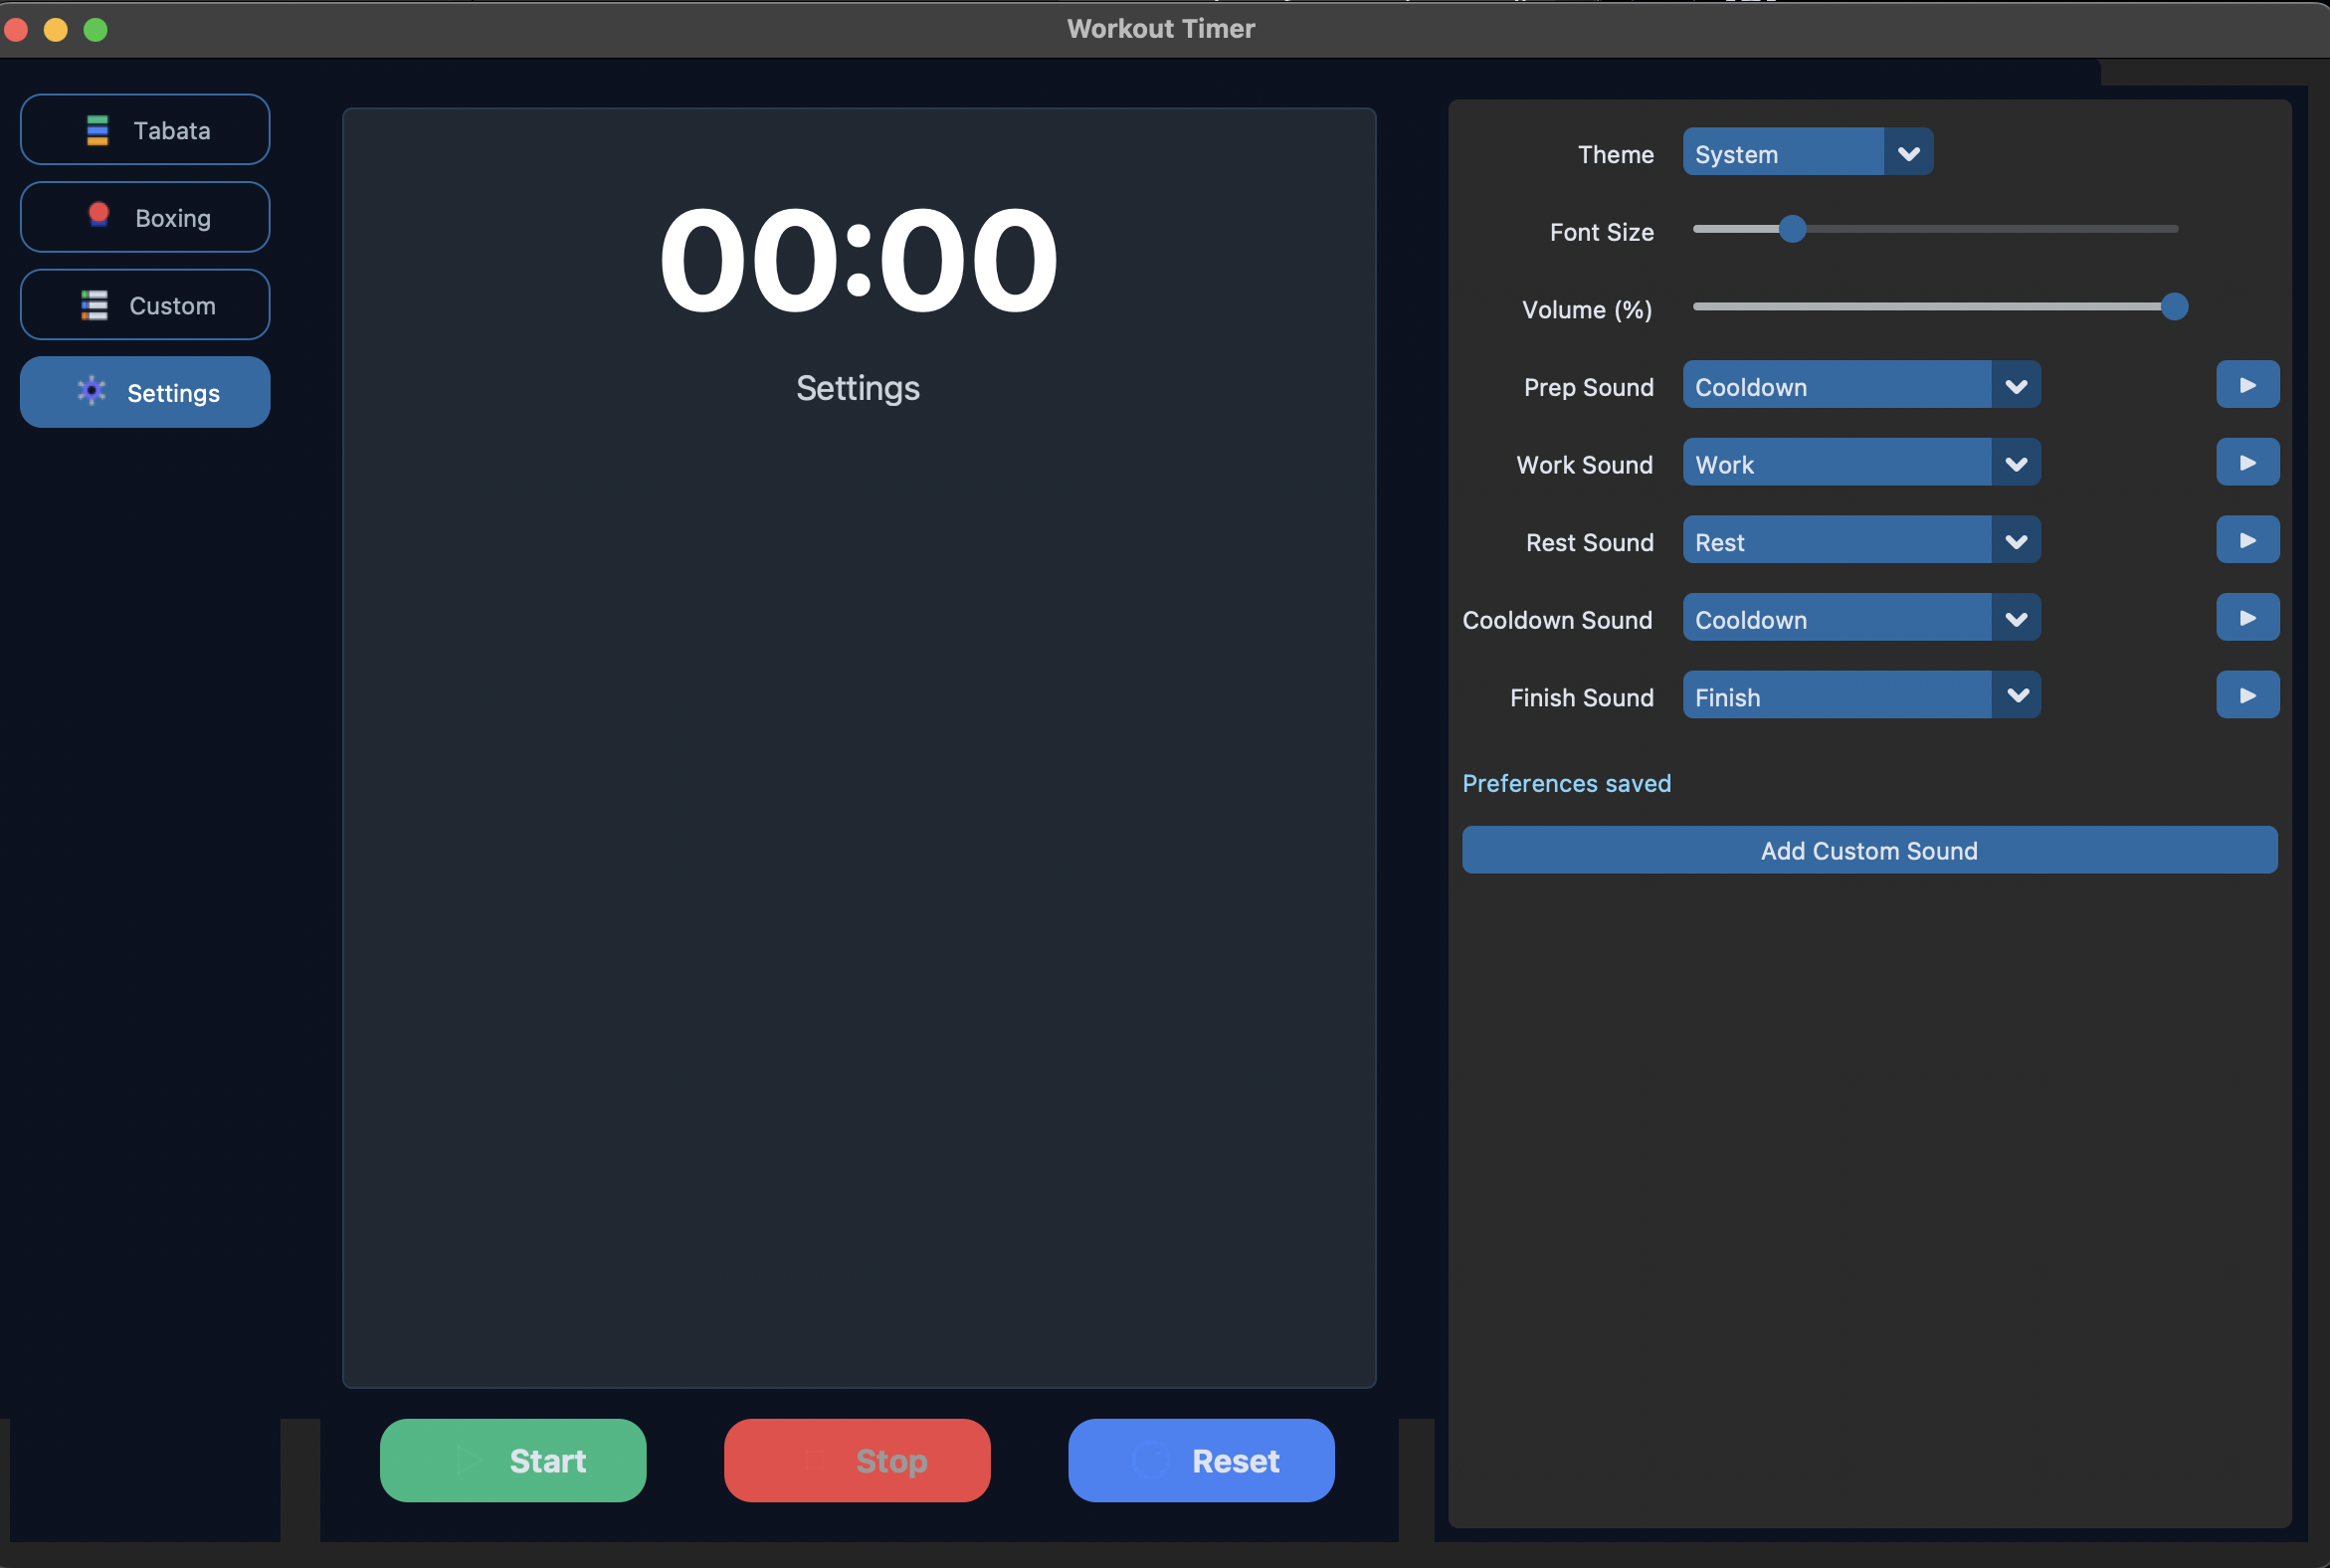 Workout Timer
Tabata
Boxing
Custom
Settings
00:00
Settings
Start
Stop
Reset
Theme
System
Font Size
Volume (%)
Prep Sound
Cooldown
Work Sound
Work
Rest Sound
Rest
Cooldown Sound
Cooldown
Finish Sound
Finish
Preferences saved
Add Custom Sound